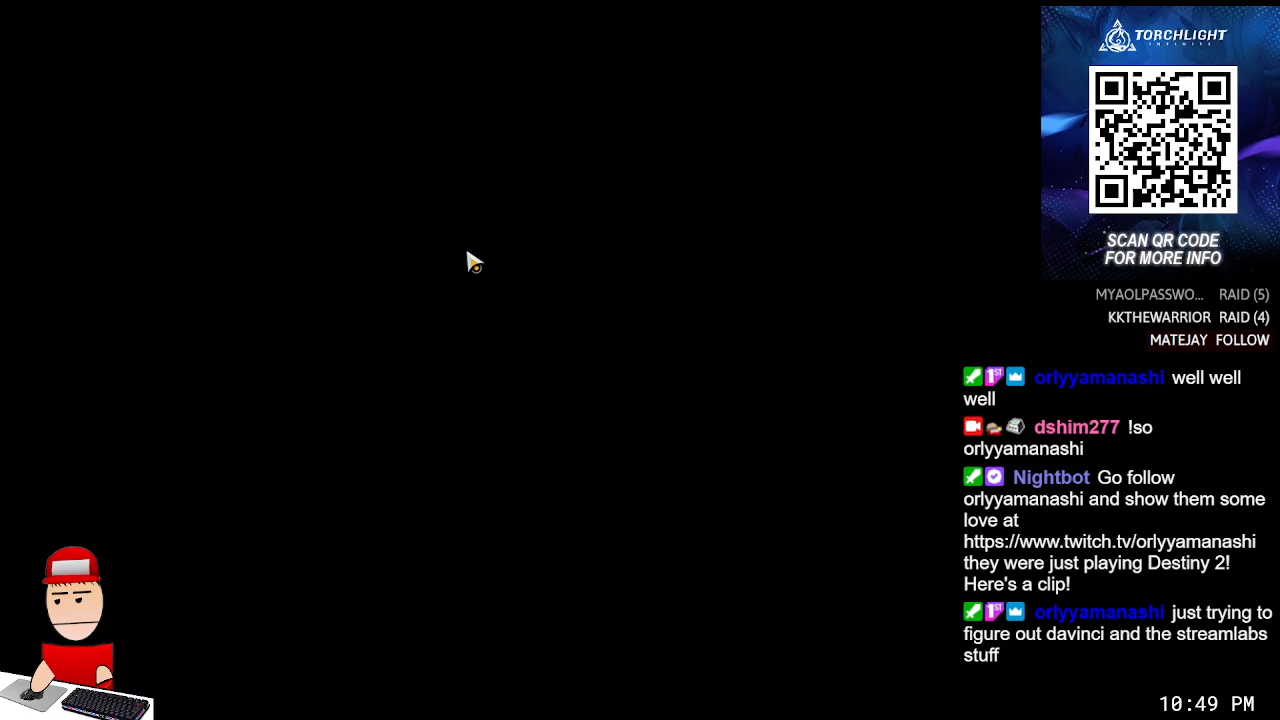 TORCHLIGHT
INFINITE
SCAN QR CODE
FOR MORE INFO
MYAOLPASSWO... RAID (5)
KKTHEWARRIOR RAID (4)
MATEJAY FOLLOW
1ST orlyyamanashi well well
well
dshim277 !so
orlyyamanashi
Nightbot Go follow
orlyyamanashi and show them some
love at
https://www.twitch.tv/orlyyamanashi
they were just playing Destiny 2!
Here's a clip!
1ST orlyyamanashi just trying to
figure out davinci and the streamlabs
stuff
10:49 PM